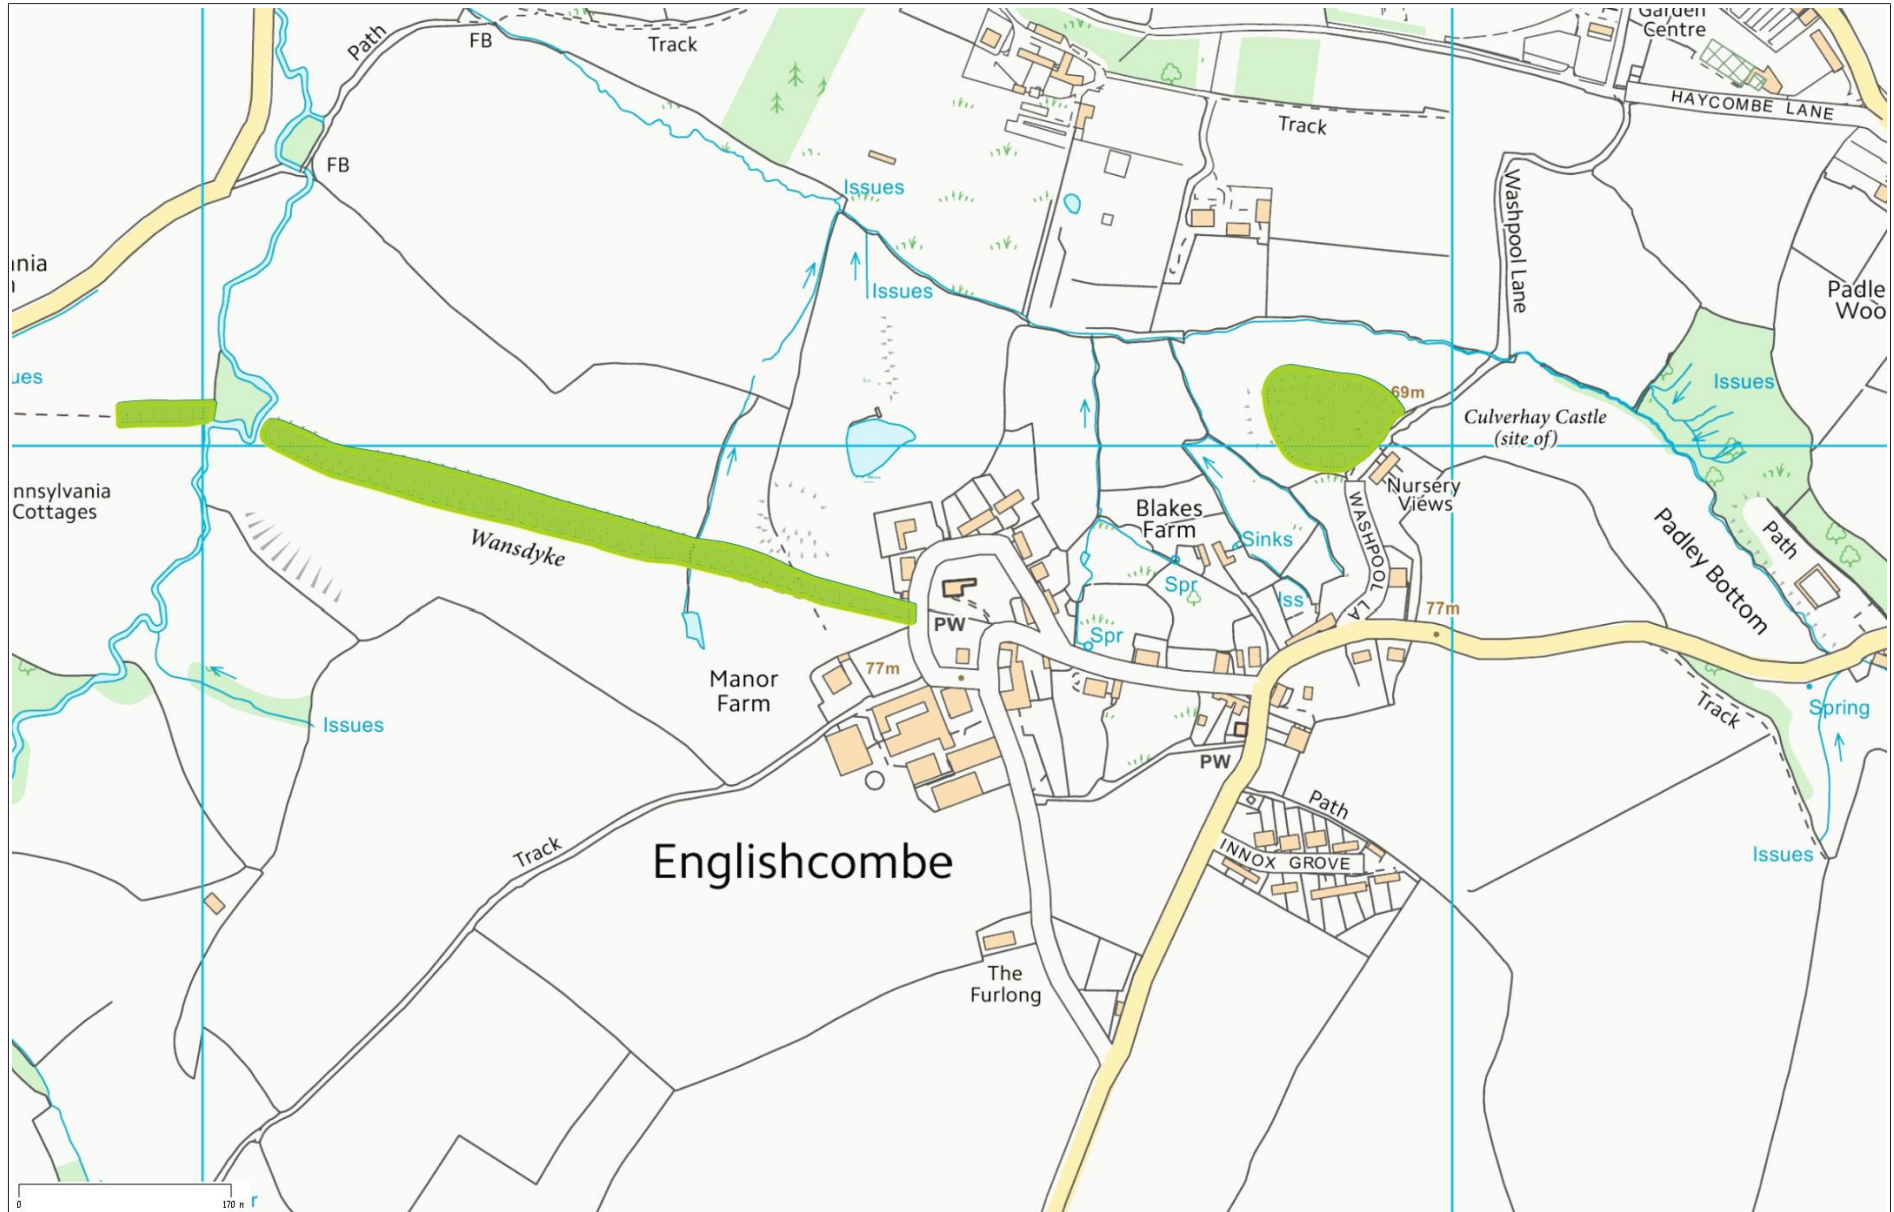 Path
FB
Track
Garden
Centre
HAYCOMBE LANE
Track
FB
Issues
Washpool Lane
Issues
nia
Padle
Woo
ues
69m
Issues
Culverhay Castle
(site of)
nnsylvania
Cottages
Wansdyke
Blakes
Farm
Nursery
Views
WASHPOOL LA
Sinks
Spr
Iss
Padley Bottom
Path
PW
Spr
77m
Manor
Farm
77m
Issues
Track
Spring
PW
Path
Track
Englishcombe
INNOX GROVE
Issues
The
Furlong
0
170 m
r